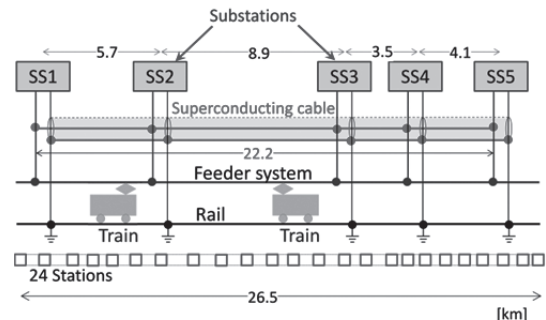 Substations
5.7 8.9 3.5 4.1
SS1 SS2 SS3 SS4 SS5
Superconducting cable
22.2
Feeder system
Rail
Train Train
24 Stations
26.5
[km]